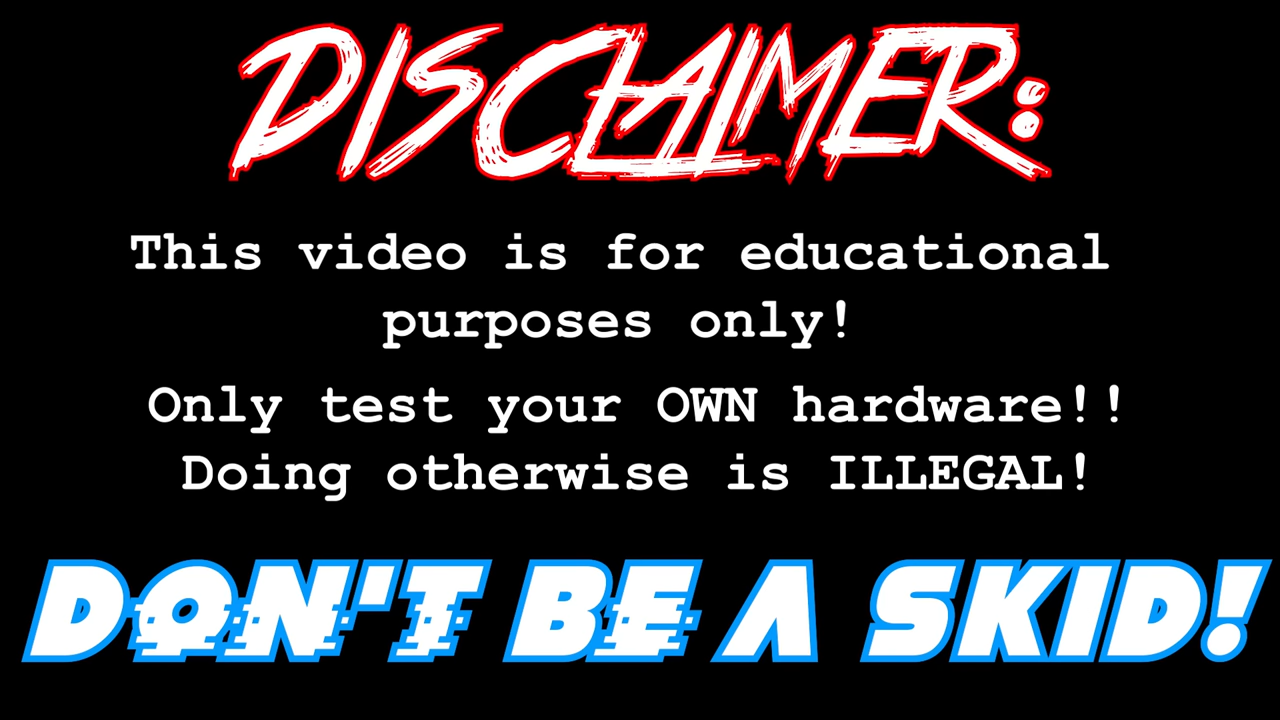 DISCLAIMER:
This video is for educational
purposes only!
Only test your OWN hardware!!
Doing otherwise is ILLEGAL!
DON'T BE A SKID!